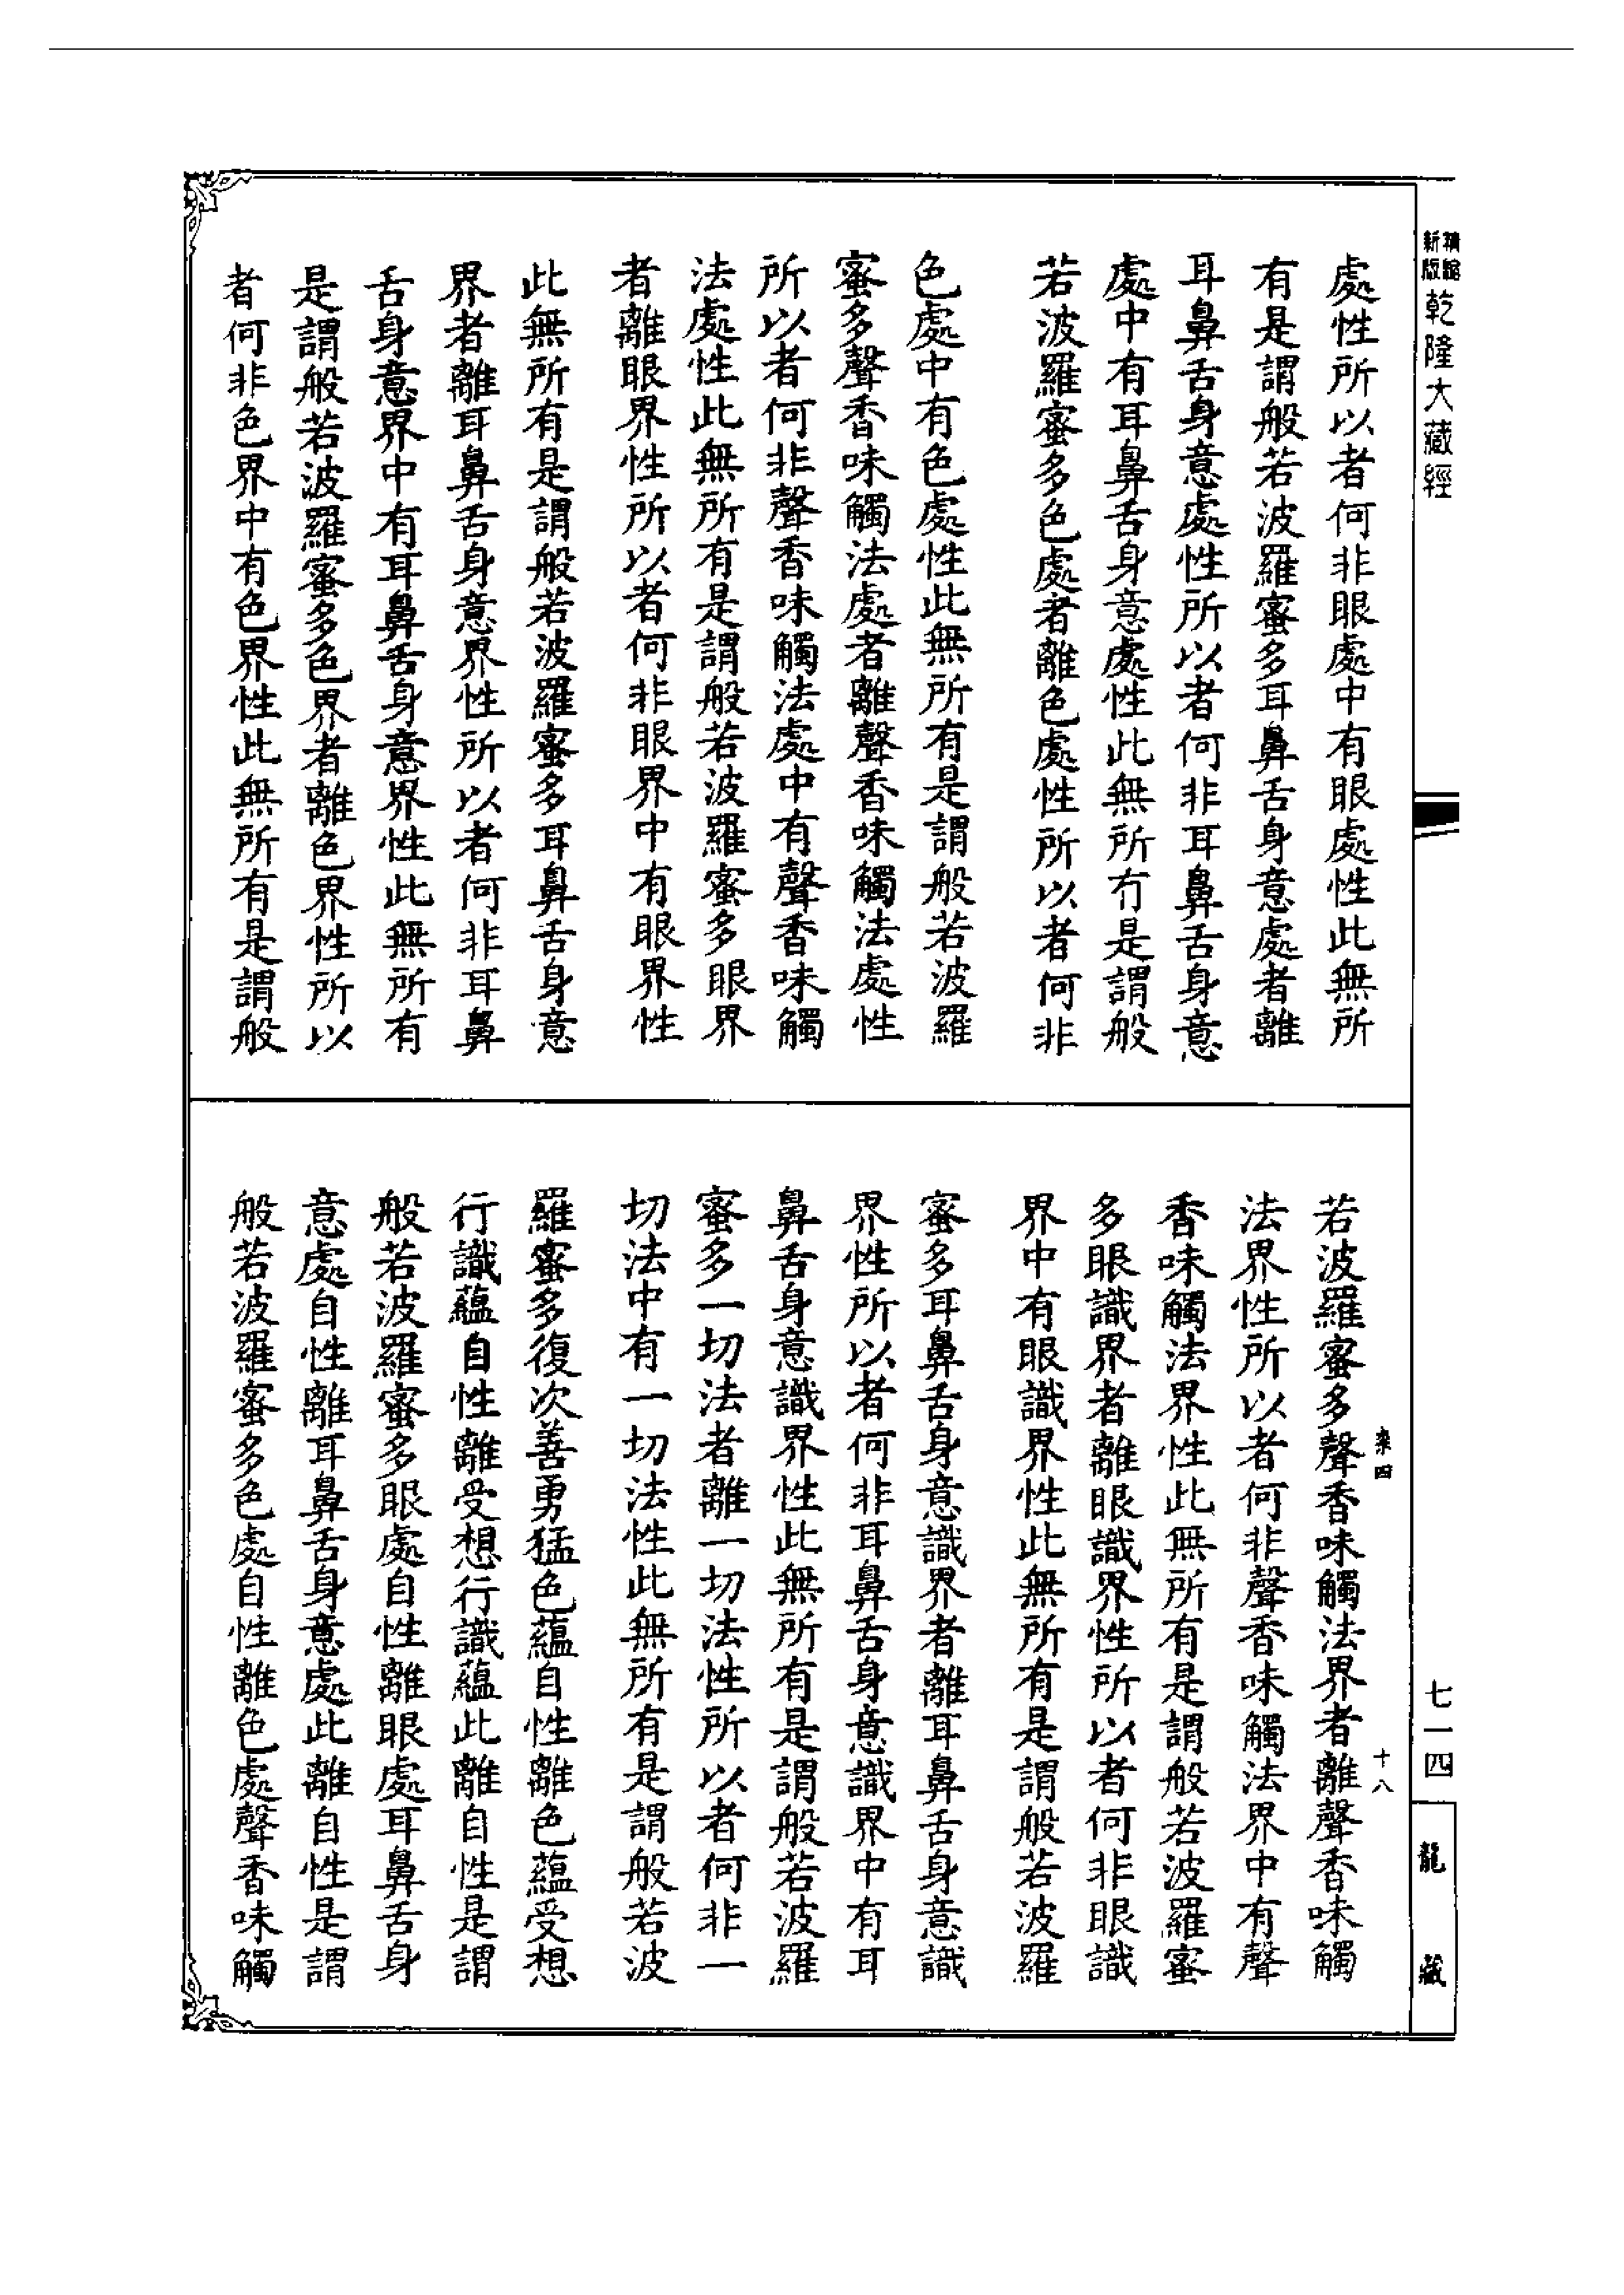 新版
乾隆大藏經
處性所以者何非眼處中有眼處性此無所
有是謂般若波羅蜜多耳鼻舌身意處者離
耳鼻舌身意處性所以者何非耳鼻舌身意
處中有耳鼻舌身意處性此無所冇是謂般
若波羅蜜多色處者離色處性所以者何非
色處中有色處性此無所有是謂般若波羅
蜜多聲香味觸法處者離聲香味觸法處性
所以者何非聲香味觸法處中有聲香味觸
法處性此無所有是謂般若波羅蜜多眼界
者離眼界性所以者何非眼界中有眼界性
此無所有是謂般若波羅蜜多耳鼻舌身意
界者離耳鼻舌身意界性所以者何非耳鼻
舌身意界中有耳鼻舌身意界性此無所有
是謂般若波羅蜜多色界者離色界性所以
者何非色界中有色界性此無所有是謂般
若波羅蜜多聲香味觸法界者離聲香味觸
法界性所以者何非聲香味觸法界中有聲
香味觸法界性此無所有是謂般若波羅蜜
多眼識界者離眼識界性所以者何非眼識
界中有眼識界性此無所有是謂般若波羅
蜜多耳鼻舌身意識界者離耳鼻舌身意識
界性所以者何非耳鼻舌身意識界中有耳
鼻舌身意識界性此無所有是謂般若波羅
蜜多一切法者離一切法性所以者何非一
切法中有一切法性此無所有是謂般若波
羅蜜多復次善勇猛色蘊自性離色蘊受想
行識蘊自性離受想行識蘊此離自性是謂
般若波羅蜜多眼處自性離眼處耳鼻舌身
意處自性離耳鼻舌身意處此離自性是謂
般若波羅蜜多色處自性離色處聲香味觸
四
十八
七一四
龍藏